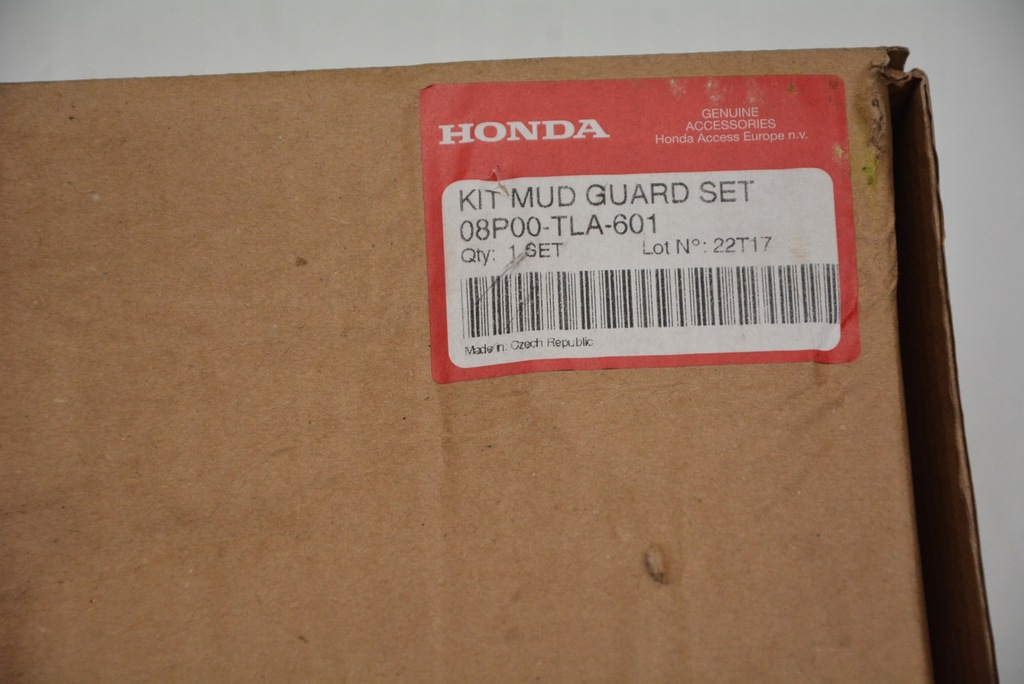 HONDA
GENUINE
ACCESSORIES
Honda Access Europe n.v.
KIT MUD GUARD SET
08P00-TLA-601
Qty: 1 SET Lot N°: 22T17
Made in: Czech Republic